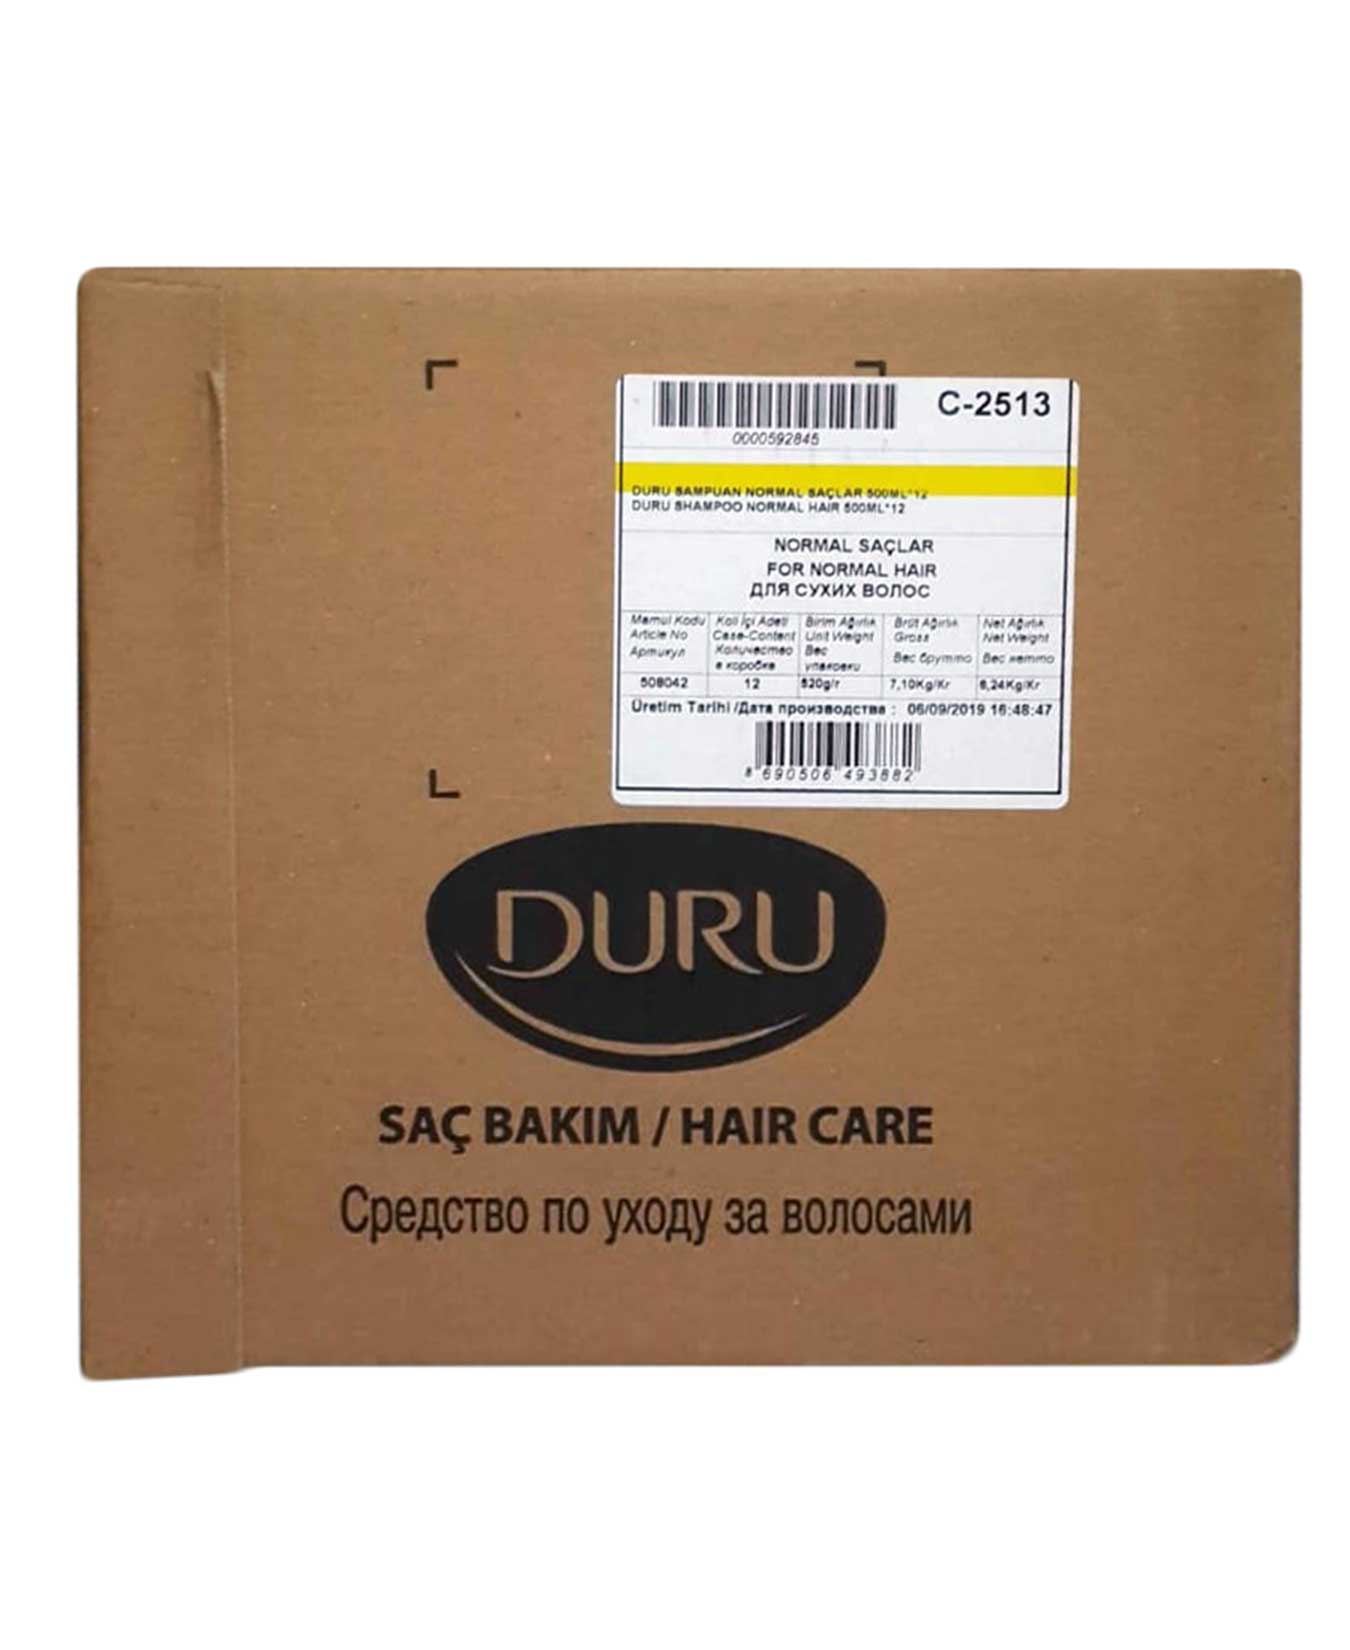 C-2513
0000592845
DURU SAMPUAN NORMAL SAÇLAR 500ML*12
DURU SHAMPOO NORMAL HAIR 500ML*12
NORMAL SAÇLAR
FOR NORMAL HAIR
ДЛЯ СУХИХ ВОЛОС
Mamul Kodu Koli İçi Adeti Birim Ağırlık Brüt Ağırlık Net Ağırlık
Article No Case-Content Unit Weight Gross Net Weight
Артикул Количество Вес Вес брутто Вес нетто
в коробке упаковки
508042 12 520g/r 7,10Kg/Kr 6,24Kg/Kr
Üretim Tarihi /Дата производства : 06/09/2019 16:48:47
8 690506 493882
DURU
SAÇ BAKIM / HAIR CARE
Средство по уходу за волосами